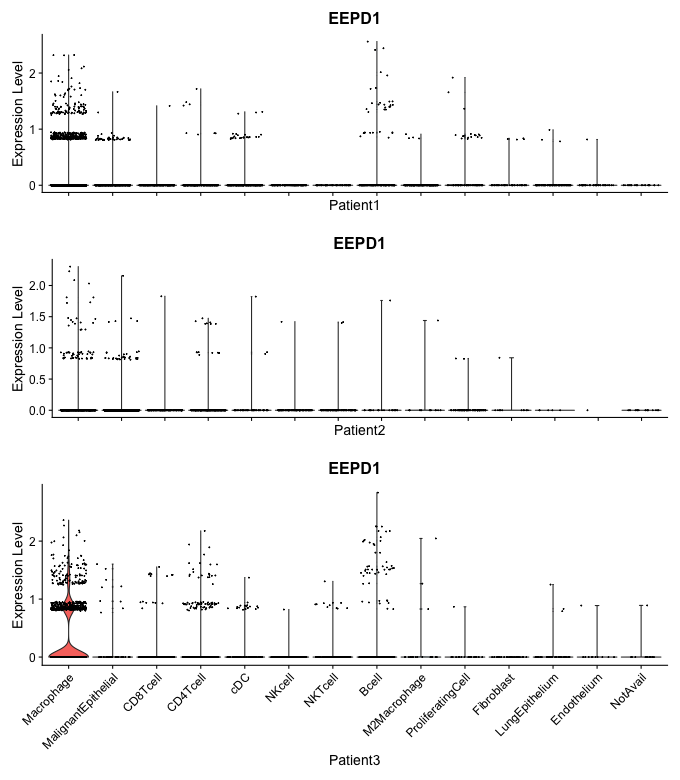 EEPD1
Expression Level
2
1
0
Patient1
EEPD1
Expression Level
2.0
1.5
1.0
0.5
0.0
Patient2
EEPD1
Expression Level
2
1
0
Macrophage
MalignantEpithelial
CD8Tcell
CD4Tcell
cDC
NKcell
NKTcell
Bcell
M2Macrophage
ProliferatingCell
Fibroblast
LungEpithelium
Endothelium
NotAvail
Patient3